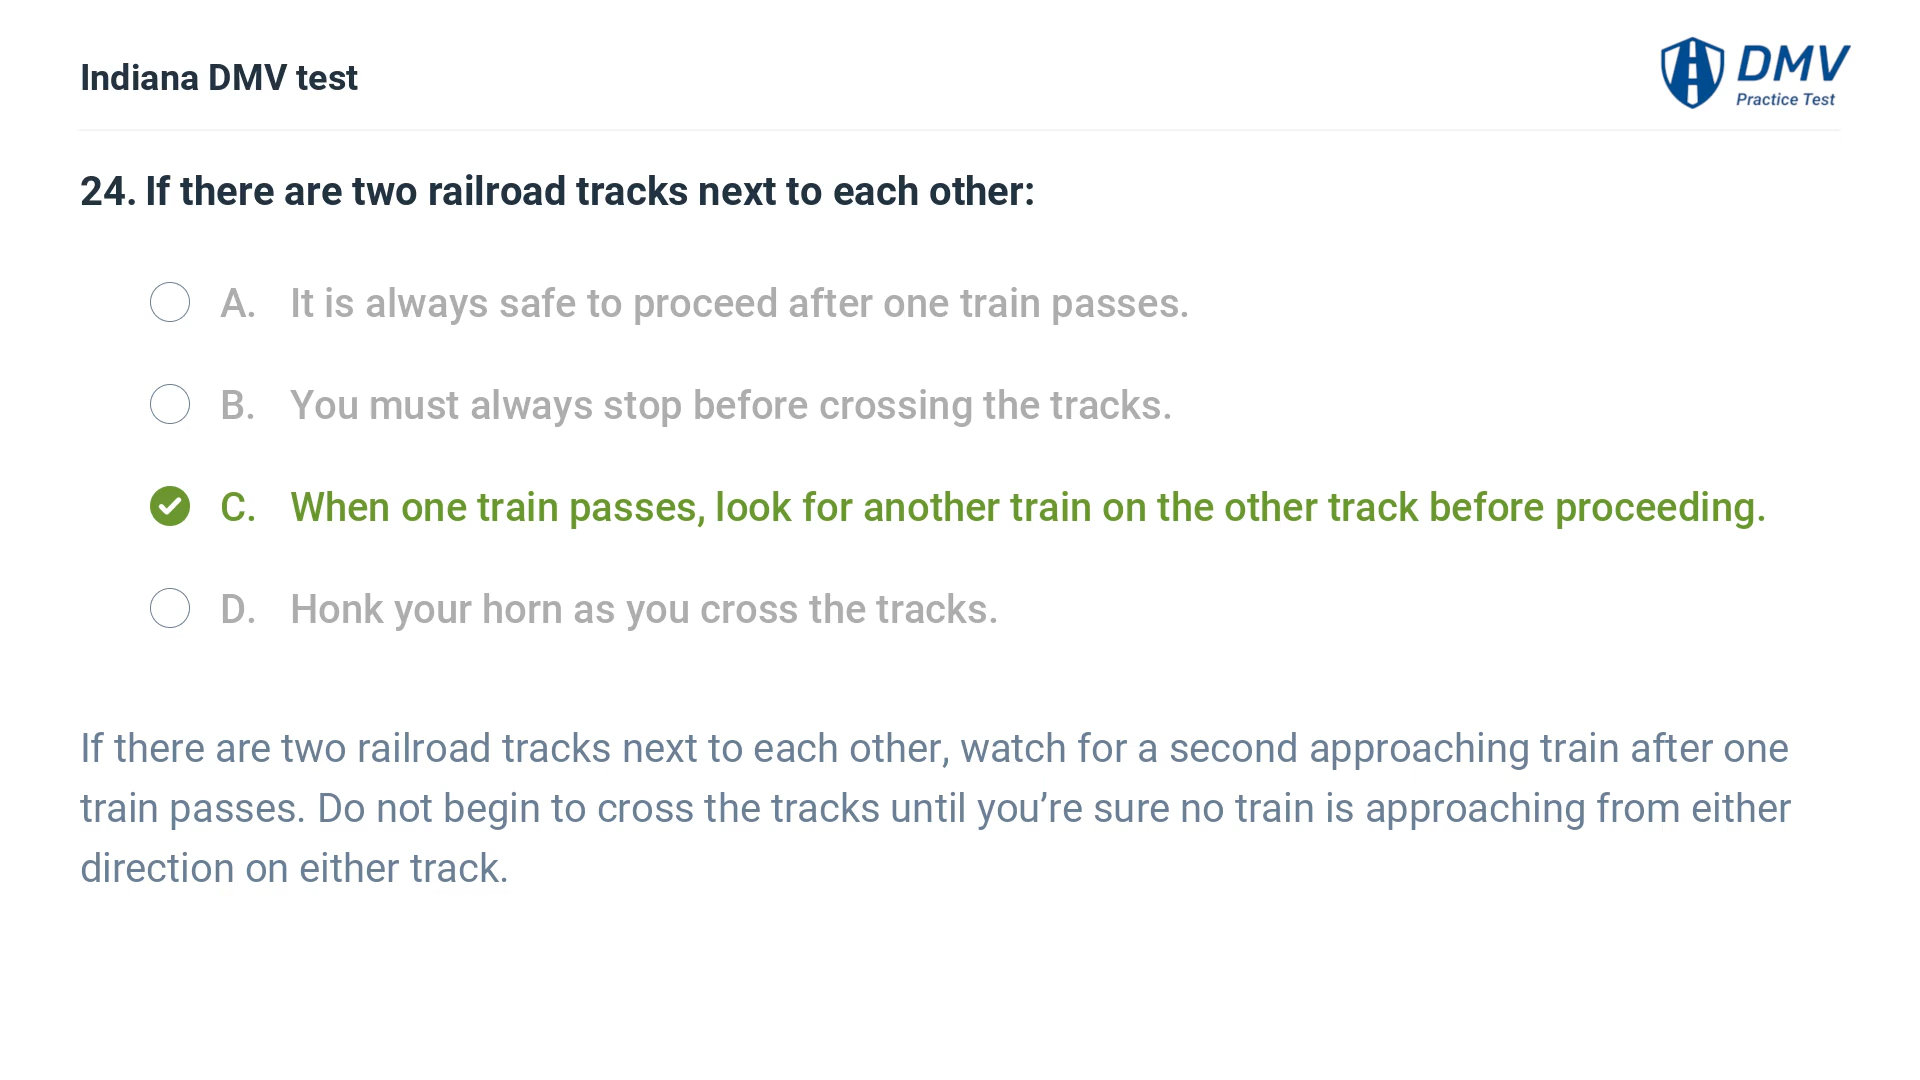 Indiana DMV test
DMV
Practice Test
24. If there are two railroad tracks next to each other:
A. It is always safe to proceed after one train passes.
B. You must always stop before crossing the tracks.
C. When one train passes, look for another train on the other track before proceeding.
D. Honk your horn as you cross the tracks.
If there are two railroad tracks next to each other, watch for a second approaching train after one
train passes. Do not begin to cross the tracks until you’re sure no train is approaching from either
direction on either track.